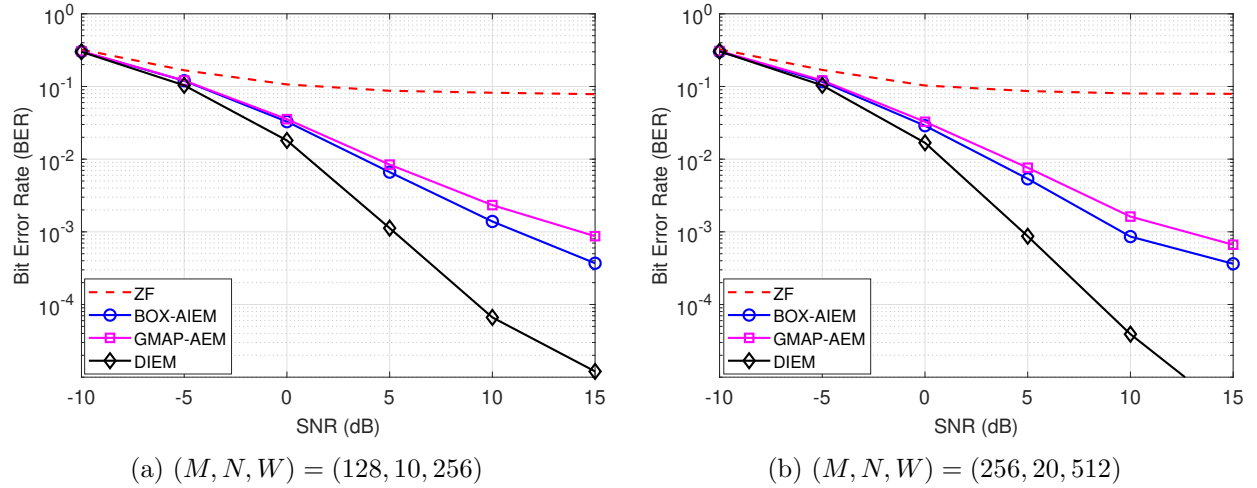 10^0
10^-1
10^-2
10^-3
10^-4
Bit Error Rate (BER)
ZF
BOX-AIEM
GMAP-AEM
DIEM
-10 -5 0 5 10 15
SNR (dB)
(a) (M, N, W) = (128, 10, 256)
10^0
10^-1
10^-2
10^-3
10^-4
Bit Error Rate (BER)
ZF
BOX-AIEM
GMAP-AEM
DIEM
-10 -5 0 5 10 15
SNR (dB)
(b) (M, N, W) = (256, 20, 512)